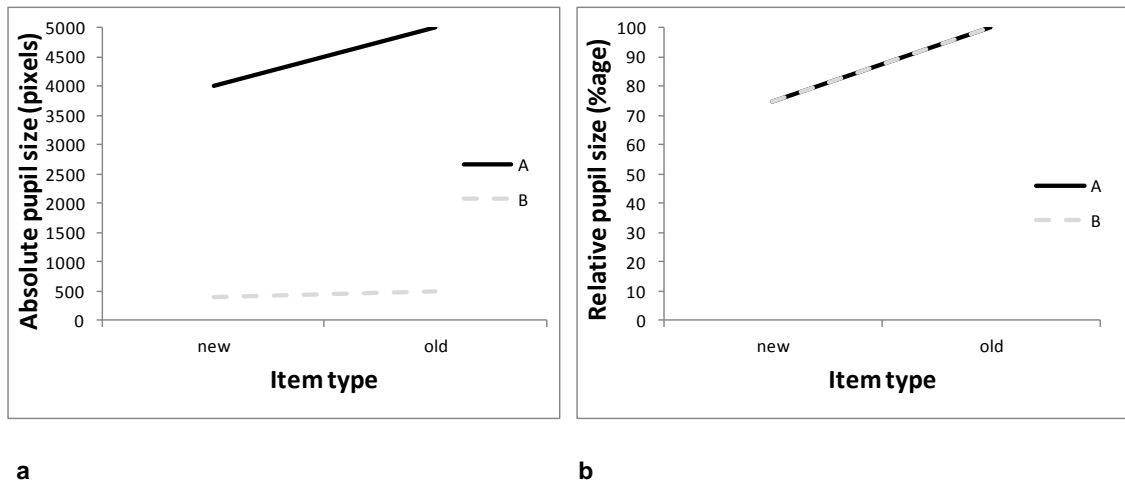 Absolute pupil size (pixels)
5000
4500
4000
3500
3000
2500
2000
1500
1000
500
0
new
old
Item type
A
B
Relative pupil size (%age)
100
90
80
70
60
50
40
30
20
10
0
new
old
Item type
A
B
a
b